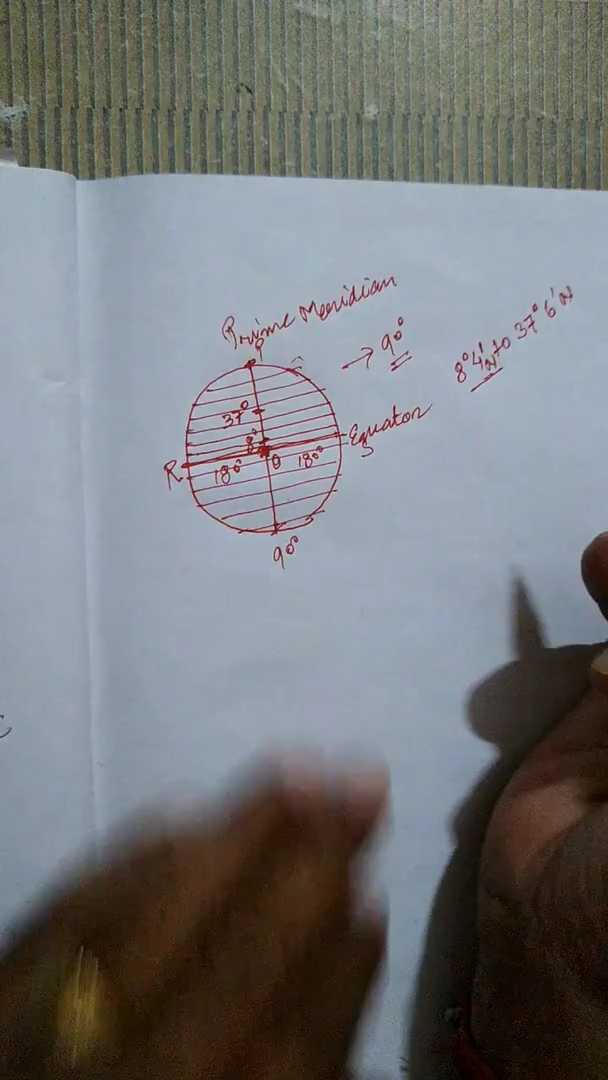 Prime Meridian
P
→ 90°
8°4'N to 37°6'N
37°
8°
Equator
R
180°
0
180°
90°